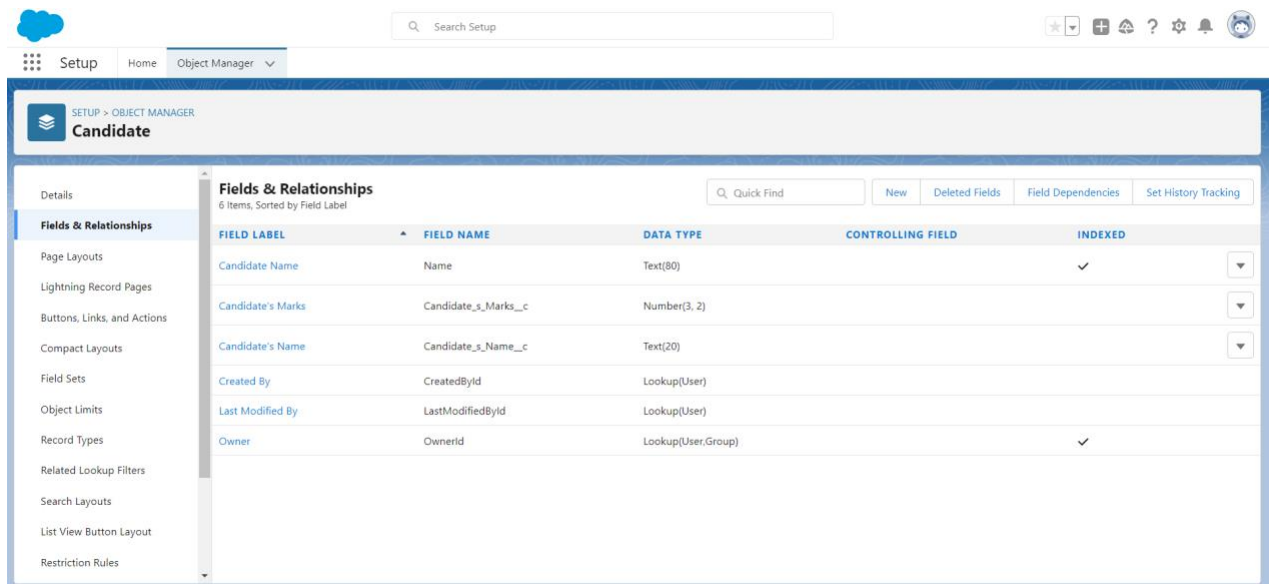 Search Setup
Setup Home Object Manager
SETUP > OBJECT MANAGER
Candidate
Details
Fields & Relationships
Page Layouts
Lightning Record Pages
Buttons, Links, and Actions
Compact Layouts
Field Sets
Object Limits
Record Types
Related Lookup Filters
Search Layouts
List View Button Layout
Restriction Rules
Fields & Relationships
6 Items, Sorted by Field Label
Quick Find New Deleted Fields Field Dependencies Set History Tracking
FIELD LABEL FIELD NAME DATA TYPE CONTROLLING FIELD INDEXED
Candidate Name Name Text(80)
Candidate's Marks Candidate_s_Marks__c Number(3, 2)
Candidate's Name Candidate_s_Name__c Text(20)
Created By CreatedById Lookup(User)
Last Modified By LastModifiedById Lookup(User)
Owner OwnerId Lookup(User,Group)